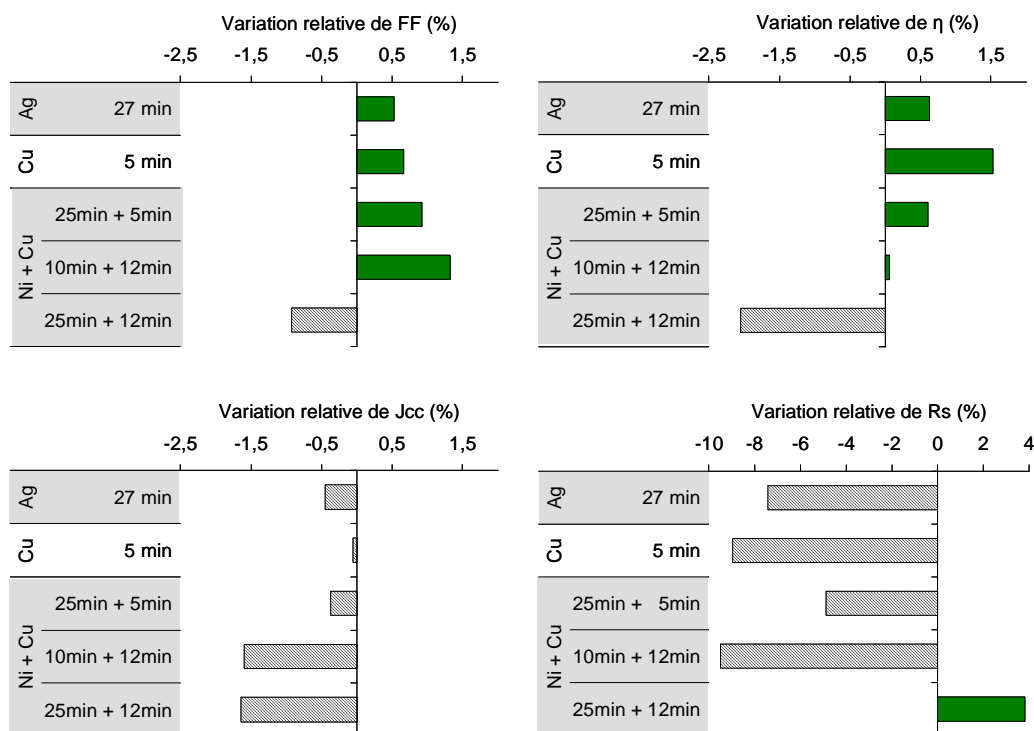 Variation relative de FF (%)
-2,5 -1,5 -0,5 0,5 1,5
Ag
27 min
Cu
5 min
Ni + Cu
25min + 5min
10min + 12min
25min + 12min
Variation relative de η (%)
-2,5 -1,5 -0,5 0,5 1,5
Ag
27 min
Cu
5 min
Ni + Cu
25min + 5min
10min + 12min
25min + 12min
Variation relative de Jcc (%)
-2,5 -1,5 -0,5 0,5 1,5
Ag
27 min
Cu
5 min
Ni + Cu
25min + 5min
10min + 12min
25min + 12min
Variation relative de Rs (%)
-10 -8 -6 -4 -2 0 2 4
Ag
27 min
Cu
5 min
Ni + Cu
25min + 5min
10min + 12min
25min + 12min